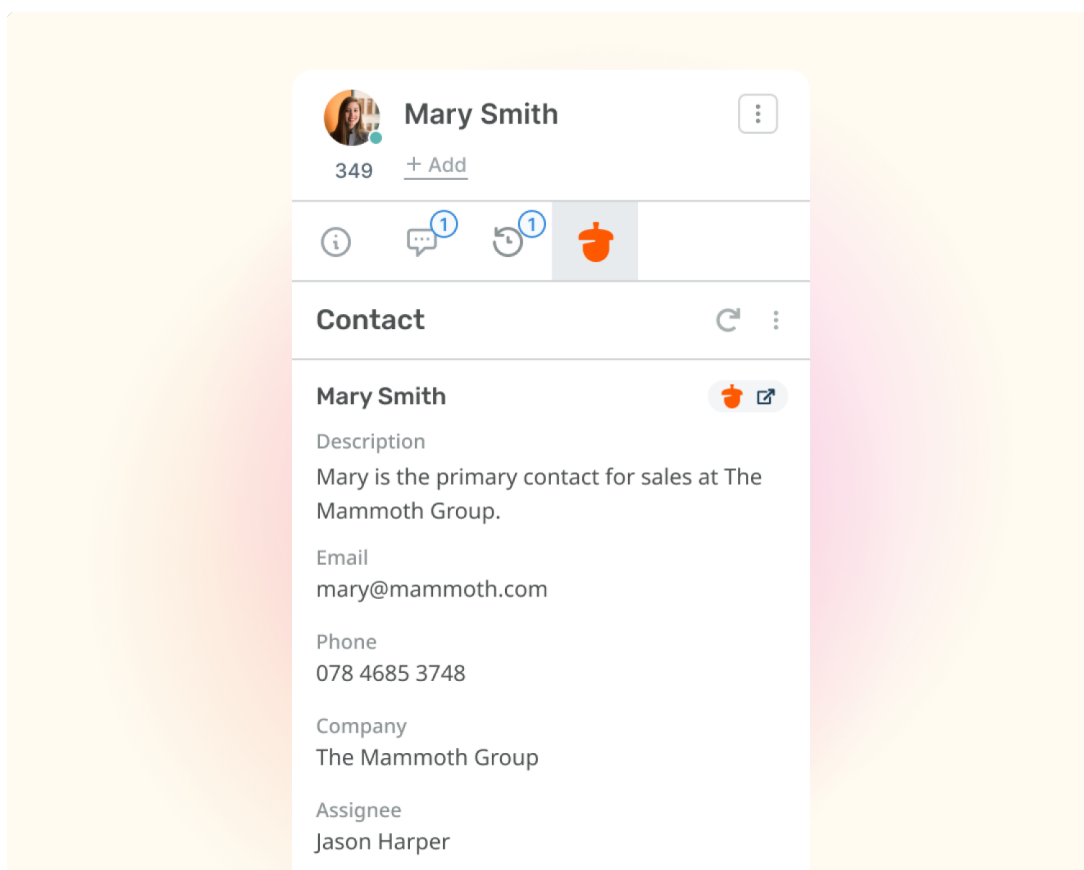 Mary Smith
349
+ Add
1
1
Contact
Mary Smith
Description
Mary is the primary contact for sales at The
Mammoth Group.
Email
mary@mammoth.com
Phone
078 4685 3748
Company
The Mammoth Group
Assignee
Jason Harper